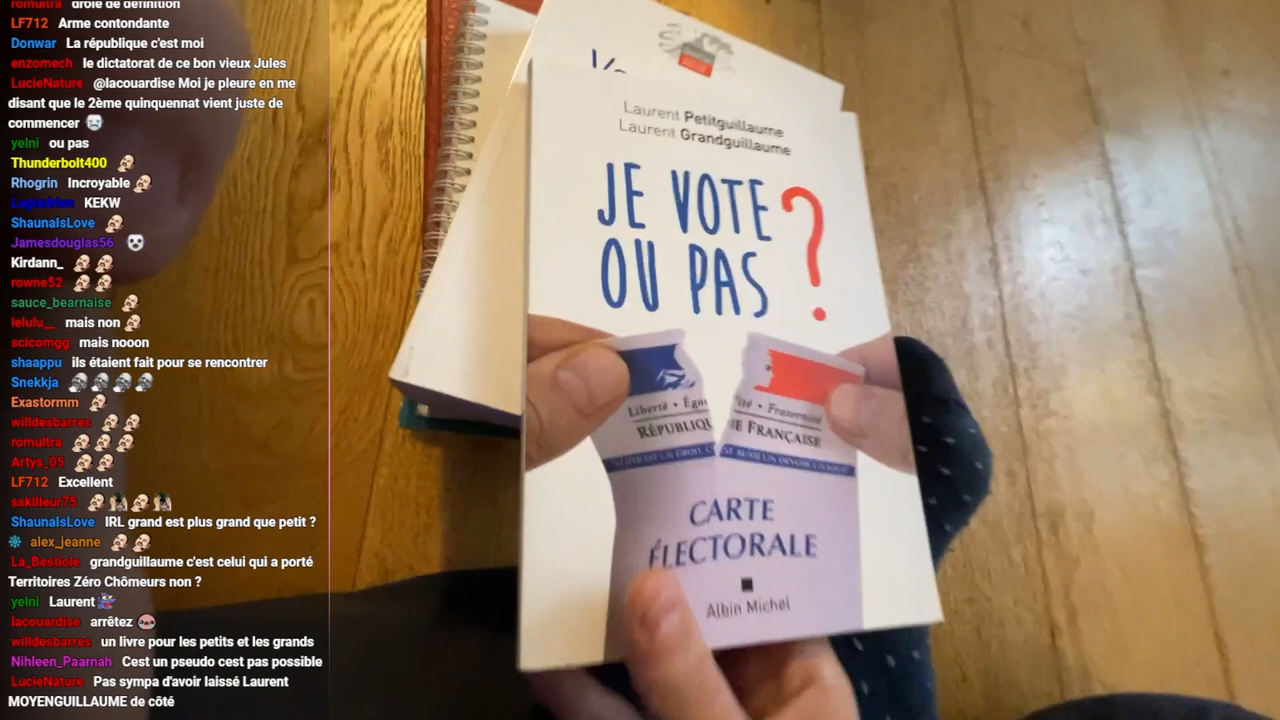 romultra drôle de définition
LF712 Arme contondante
Donwar La république c'est moi
enzomech le dictatorat de ce bon vieux Jules
LucieNature @lacouardise Moi je pleure en me
disant que le 2ème quinquennat vient juste de
commencer
yelni ou pas
Thunderbolt400
Rhogrin Incroyable
KEKW
ShaunaIsLove
Jamesdouglas56
Kirdann_
rowne52
sauce_bearnaise
lelulu__ mais non
scicomgg mais nooon
shaappu ils étaient fait pour se rencontrer
Snekkja
Exastormm
willdesbarres
romultra
Artys_05
LF712 Excellent
sskilleur75
ShaunaIsLove IRL grand est plus grand que petit ?
alex_jeanne
La_Bestiole grandguillaume c'est celui qui a porté
Territoires Zéro Chômeurs non ?
yelni Laurent
lacouardise arrêtez
willdesbarres un livre pour les petits et les grands
Nihleen_Paarnah Cest un pseudo cest pas possible
LucieNature Pas sympa d'avoir laissé Laurent
MOYENGUILLAUME de côté
Laurent Petitguillaume
Laurent Grandguillaume
JE VOTE
OU PAS ?
Liberté • Éga
ité • Fraternité
RÉPUBLIQU
E FRANÇAISE
CARTE
ÉLECTORALE
Albin Michel